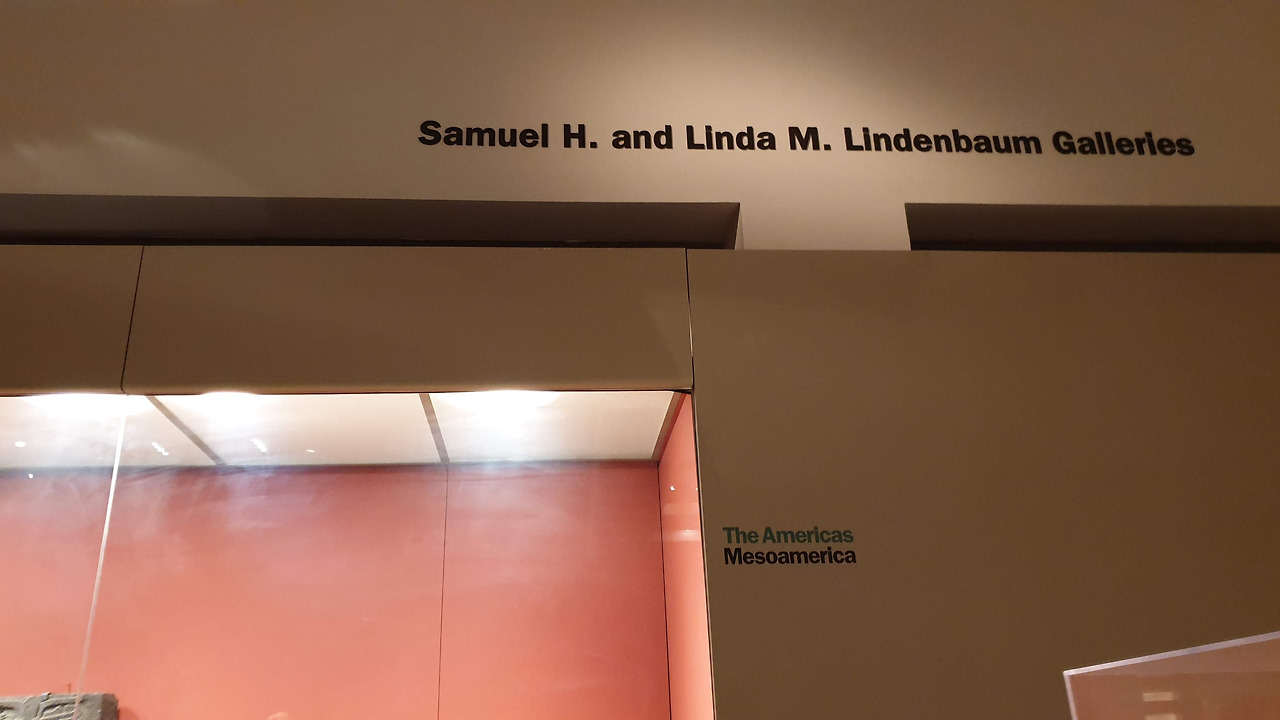 Samuel H. and Linda M. Lindenbaum Galleries
The Americas
Mesoamerica